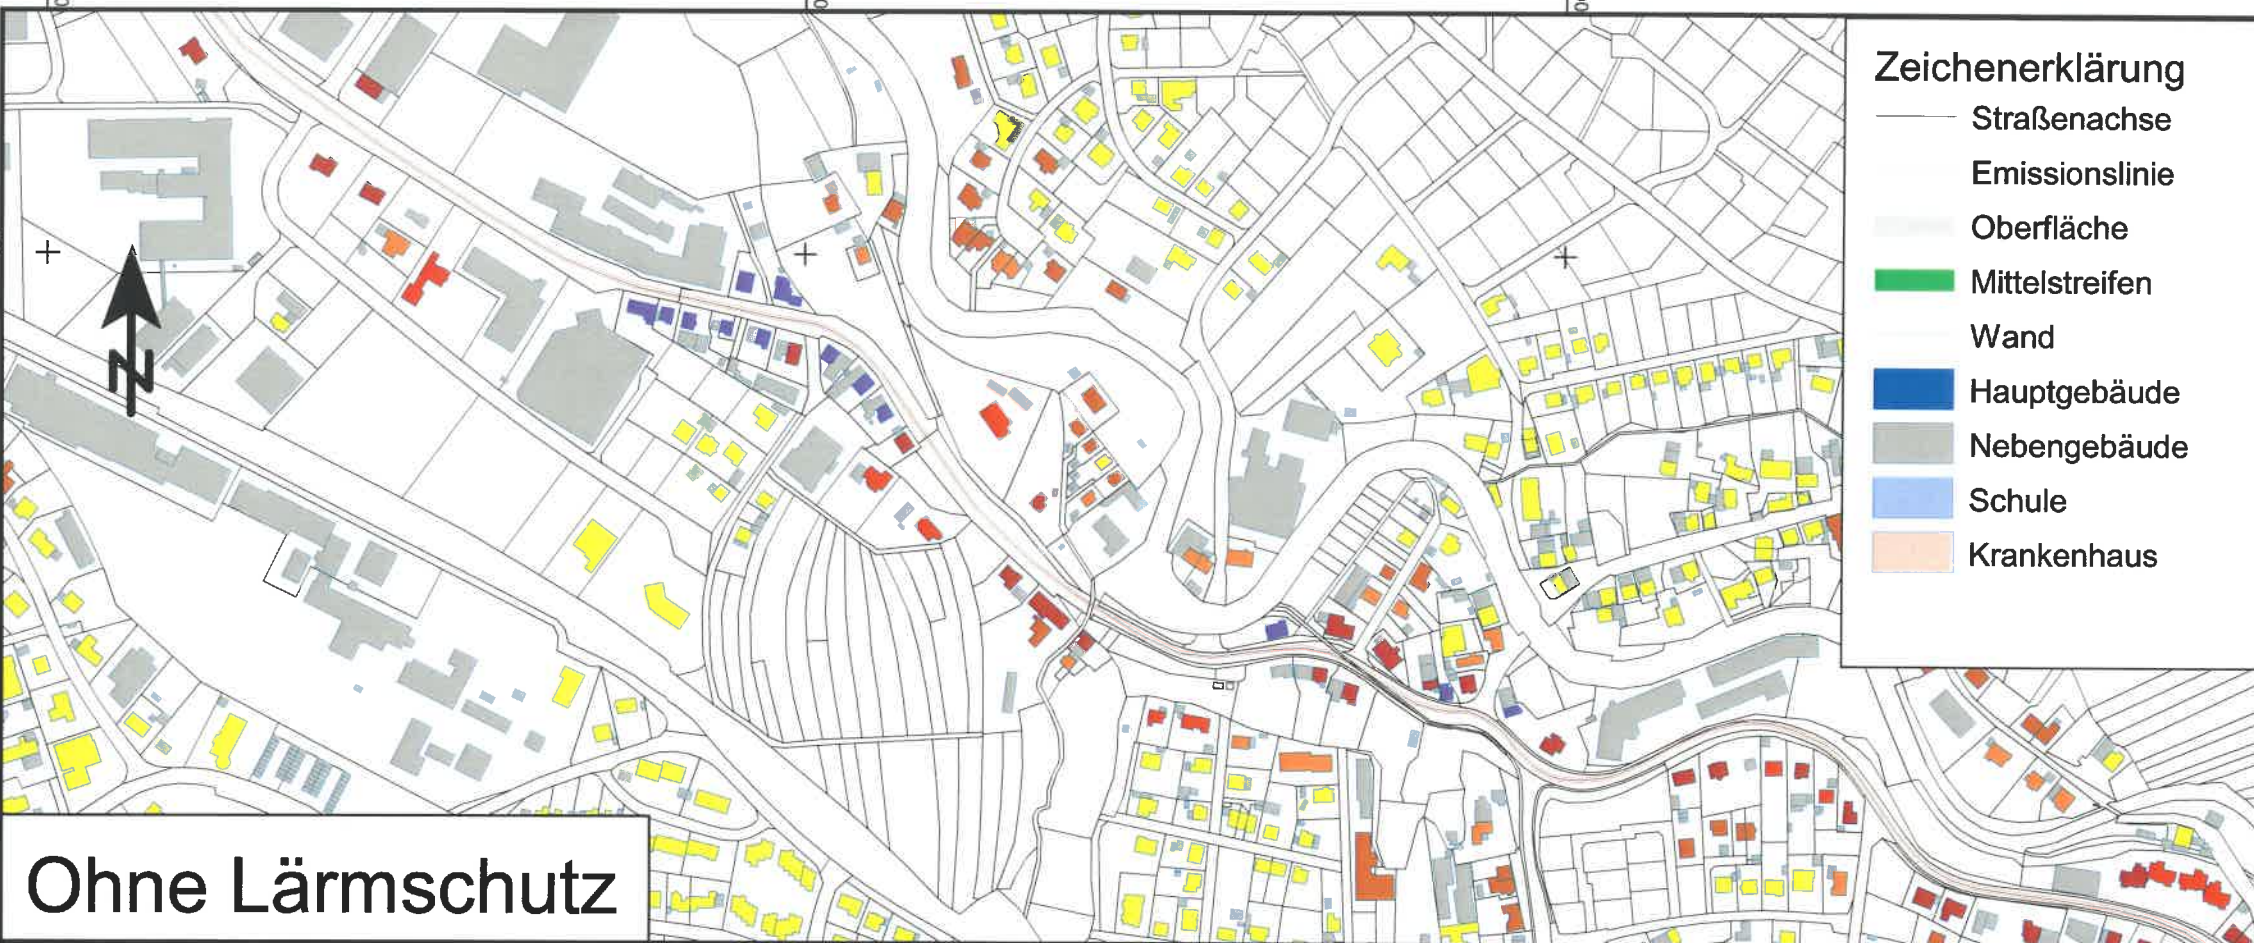 Zeichenerklärung
Straßenachse
Emissionslinie
Oberfläche
Mittelstreifen
Wand
Hauptgebäude
Nebengebäude
Schule
Krankenhaus
N
Ohne Lärmschutz